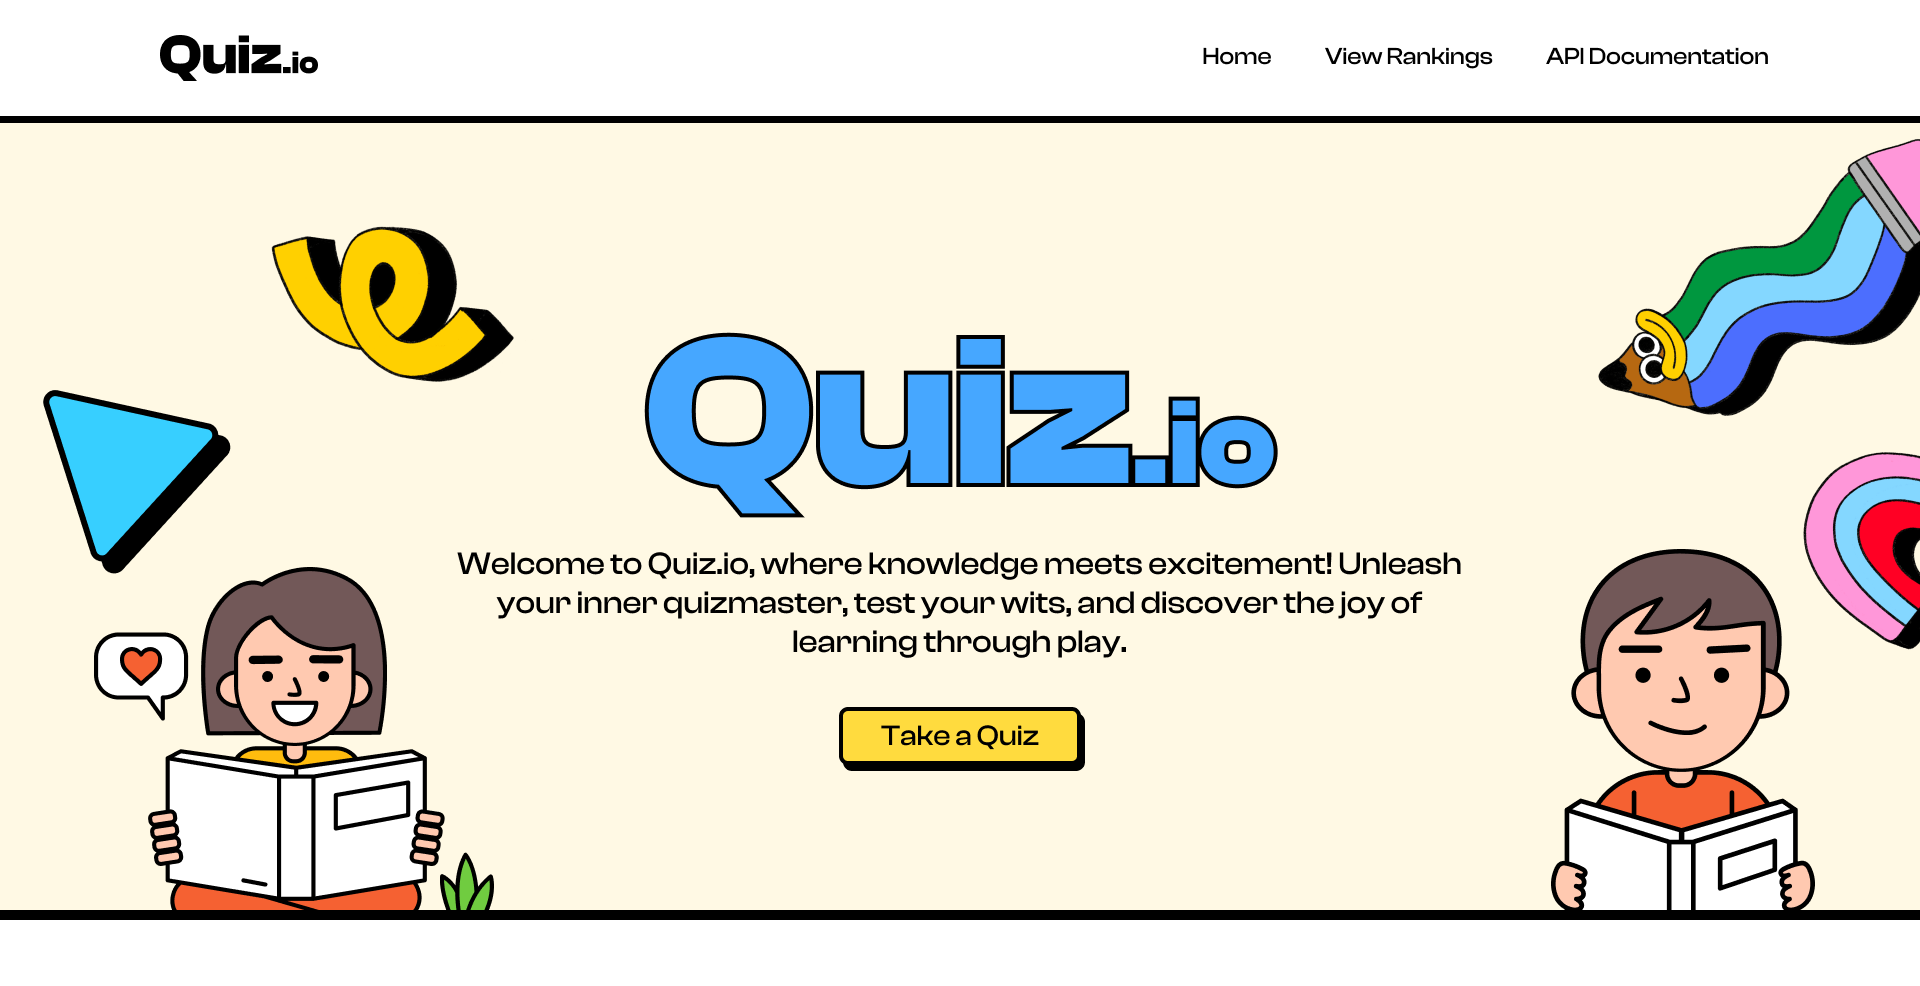 Quiz.io
Home
View Rankings
API Documentation
Quiz.io
Welcome to Quiz.io, where knowledge meets excitement! Unleash
your inner quizmaster, test your wits, and discover the joy of
learning through play.
Take a Quiz